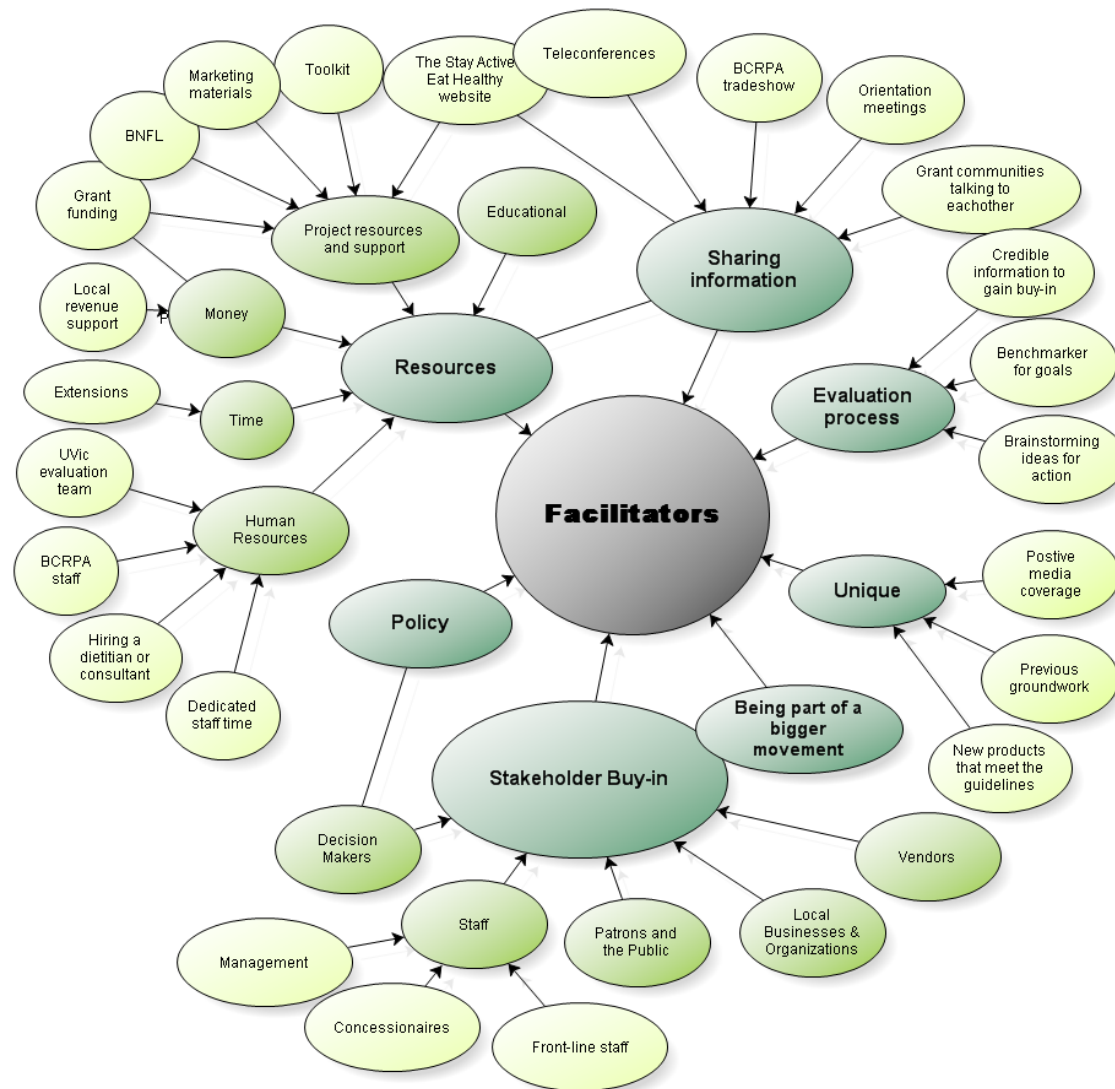 Marketing
materials
Toolkit
The Stay Active
Eat Healthy
website
Teleconferences
BCRPA
tradeshow
Orientation
meetings
BNFL
Grant
funding
Project resources
and support
Educational
Sharing
information
Grant communities
talking to
eachother
Credible
information to
gain buy-in
Local
revenue
support
P
Money
Resources
Benchmarker
for goals
Evaluation
process
Extensions
Time
Brainstorming
ideas for
action
UVic
evaluation
team
Human
Resources
Facilitators
BCRPA
staff
Postive
media
coverage
Unique
Policy
Hiring a
dietitian or
consultant
Previous
groundwork
Dedicated
staff time
Being part of a
bigger
movement
New products
that meet the
guidelines
Stakeholder Buy-in
Decision
Makers
Vendors
Staff
Patrons and
the Public
Local
Businesses &
Organizations
Management
Concessionaires
Front-line staff